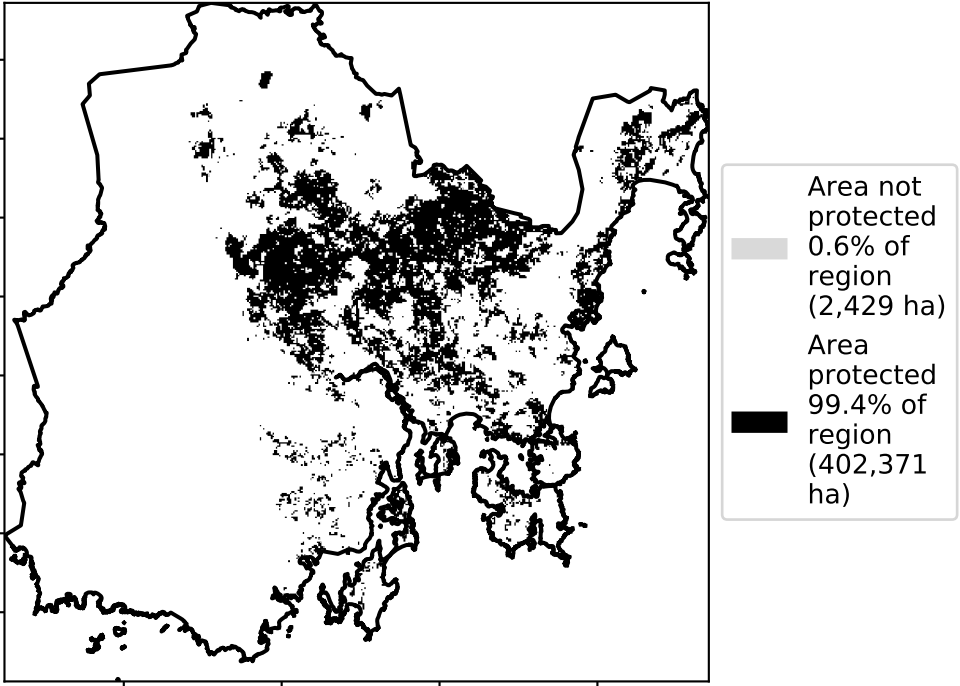 Area not
protected
0.6% of
region
(2,429 ha)
Area
protected
99.4% of
region
(402,371
ha)